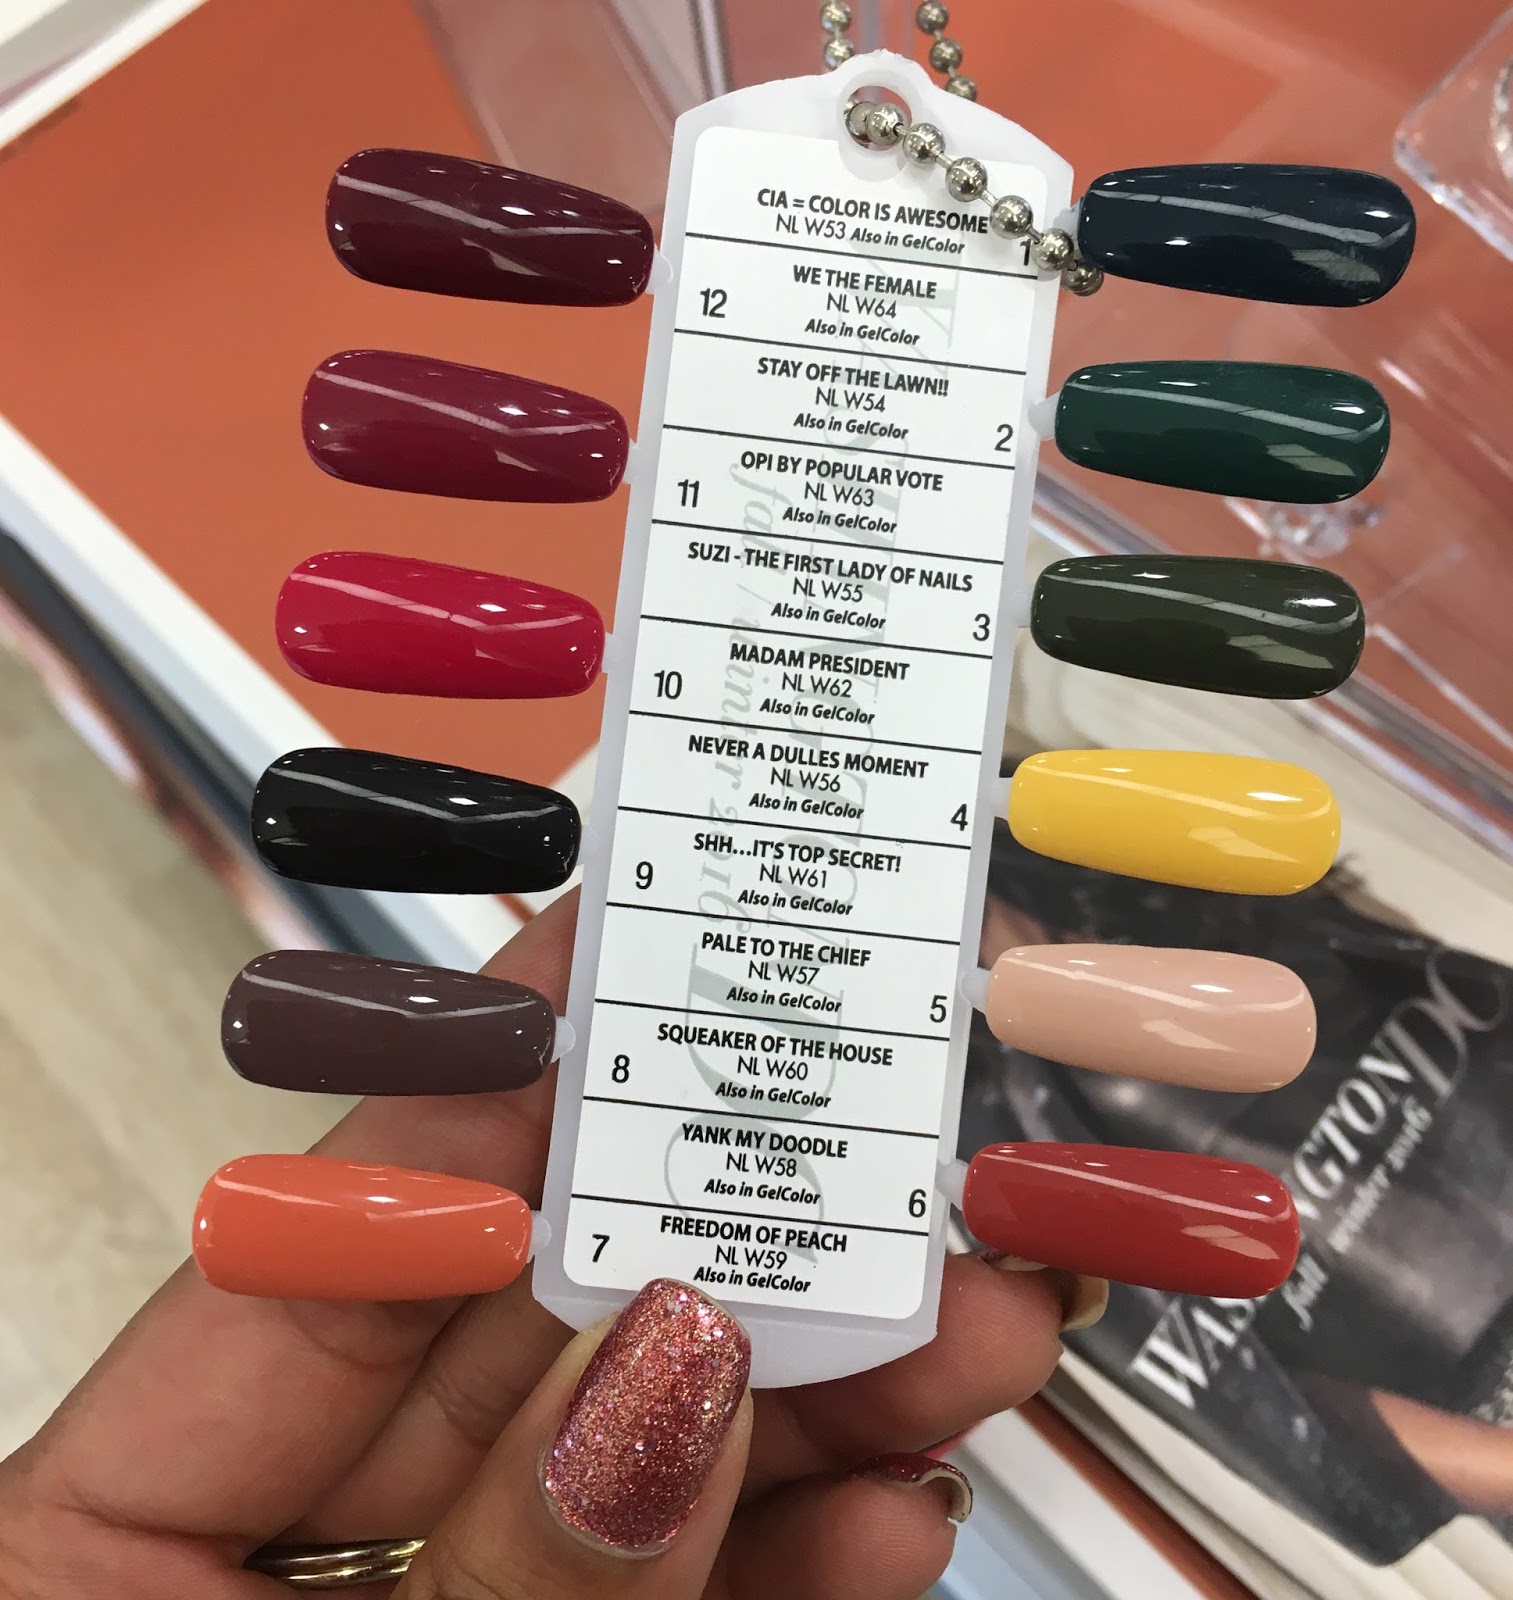 CIA = COLOR IS AWESOME
NL W53 Also in GelColor
1
WE THE FEMALE
12
NL W64
Also in GelColor
STAY OFF THE LAWN!!
NL W54
Also in GelColor
2
OPI BY POPULAR VOTE
11
NL W63
Also in GelColor
SUZI - THE FIRST LADY OF NAILS
NL W55
Also in GelColor
3
MADAM PRESIDENT
10
NL W62
Also in GelColor
NEVER A DULLES MOMENT
NL W56
Also in GelColor
4
SHH...IT'S TOP SECRET!
9
NL W61
Also in GelColor
PALE TO THE CHIEF
NL W57
Also in GelColor
5
SQUEAKER OF THE HOUSE
8
NL W60
Also in GelColor
YANK MY DOODLE
NL W58
Also in GelColor
6
FREEDOM OF PEACH
7
NL W59
Also in GelColor
WASHINGTON DC
fall / winter 2016
WASHINGTON DC
fall winter 2016